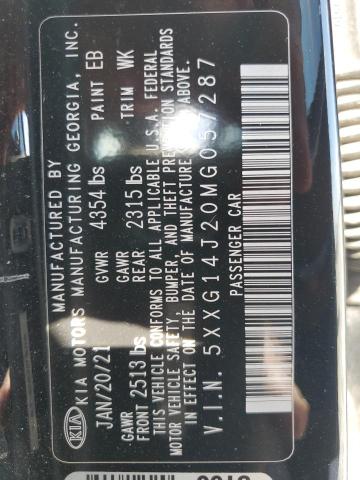 KIA
MANUFACTURED BY
KIA MOTORS MANUFACTURING GEORGIA, INC.
JAN/20/21 GVWR 4354 lbs PAINT EB
GAWR FRONT 2513 lbs GAWR REAR 2315 lbs TRIM WK
THIS VEHICLE CONFORMS TO ALL APPLICABLE U.S.A. FEDERAL
MOTOR VEHICLE SAFETY, BUMPER, AND THEFT PREVENTION STANDARDS
IN EFFECT ON THE DATE OF MANUFACTURE SHOWN ABOVE.
V.I.N. 5XXG14J20MG057287
PASSENGER CAR